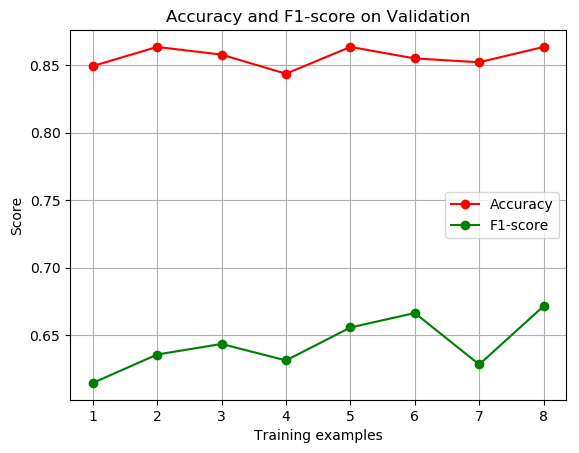 Accuracy and F1-score on Validation
0.85
0.80
0.75
0.70
0.65
Score
Accuracy
F1-score
1 2 3 4 5 6 7 8
Training examples